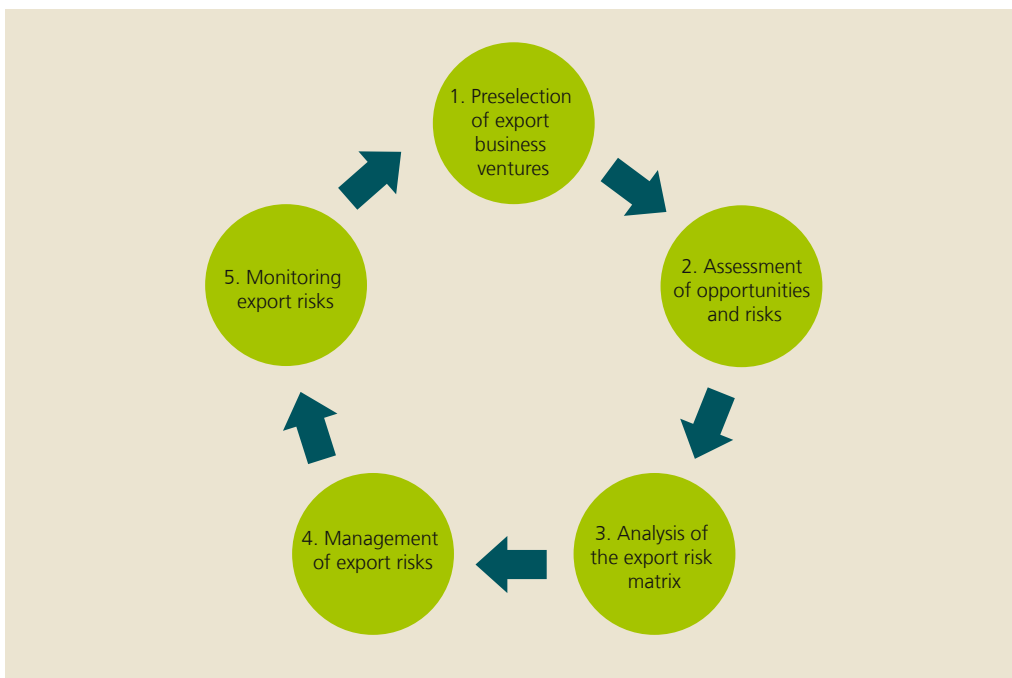 1. Preselection
of export
business
ventures
2. Assessment
of opportunities
and risks
3. Analysis of
the export risk
matrix
4. Management
of export risks
5. Monitoring
export risks